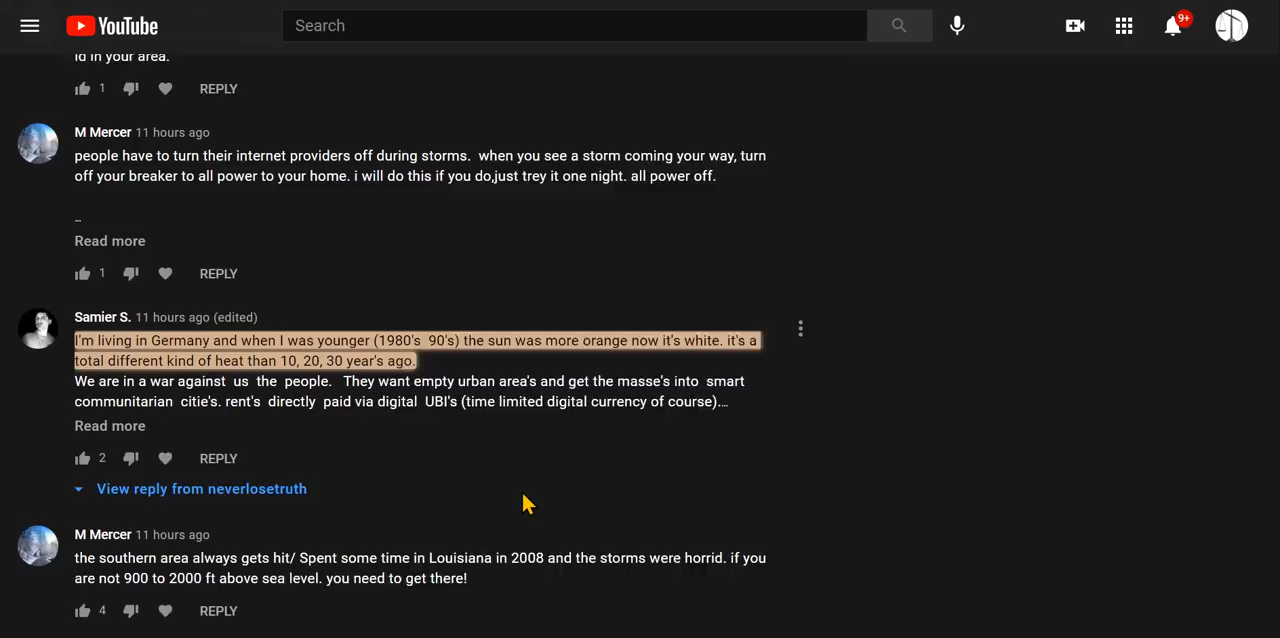 YouTube
Search
9+
ld in your area.
1 REPLY
M Mercer 11 hours ago
people have to turn their internet providers off during storms. when you see a storm coming your way, turn
off your breaker to all power to your home. i will do this if you do,just trey it one night. all power off.
..
Read more
1 REPLY
Samier S. 11 hours ago (edited)
I'm living in Germany and when I was younger (1980's 90's) the sun was more orange now it's white. it's a
total different kind of heat than 10, 20, 30 year's ago.
We are in a war against us the people. They want empty urban area's and get the masse's into smart
communitarian citie's. rent's directly paid via digital UBI's (time limited digital currency of course)...
Read more
2 REPLY
View reply from neverlosetruth
M Mercer 11 hours ago
the southern area always gets hit/ Spent some time in Louisiana in 2008 and the storms were horrid. if you
are not 900 to 2000 ft above sea level. you need to get there!
4 REPLY